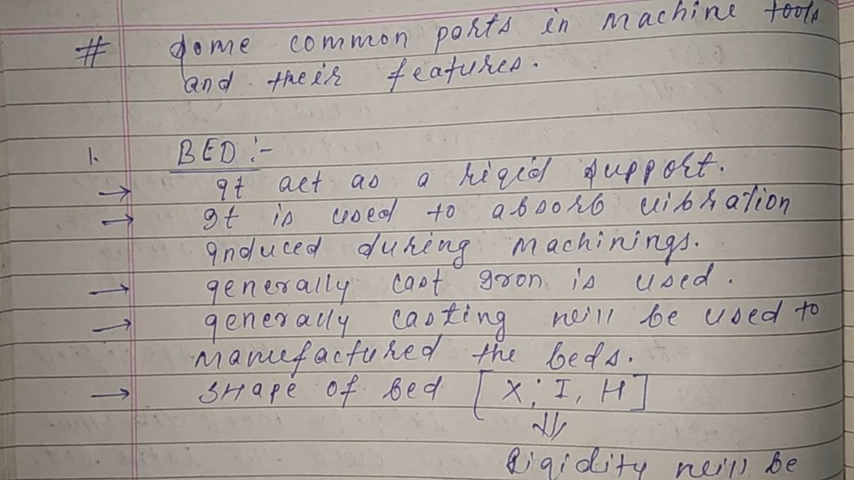 # Some common parts in machine tools
and their features.
1. BED :-
→ It act as a rigid support.
→ It is used to absorb vibration
Induced during machinings.
→ generally cast Iron is used.
→ generally casting will be used to
manufactured the beds.
→ Shape of bed [X, I, H]
⇓
Rigidity will be